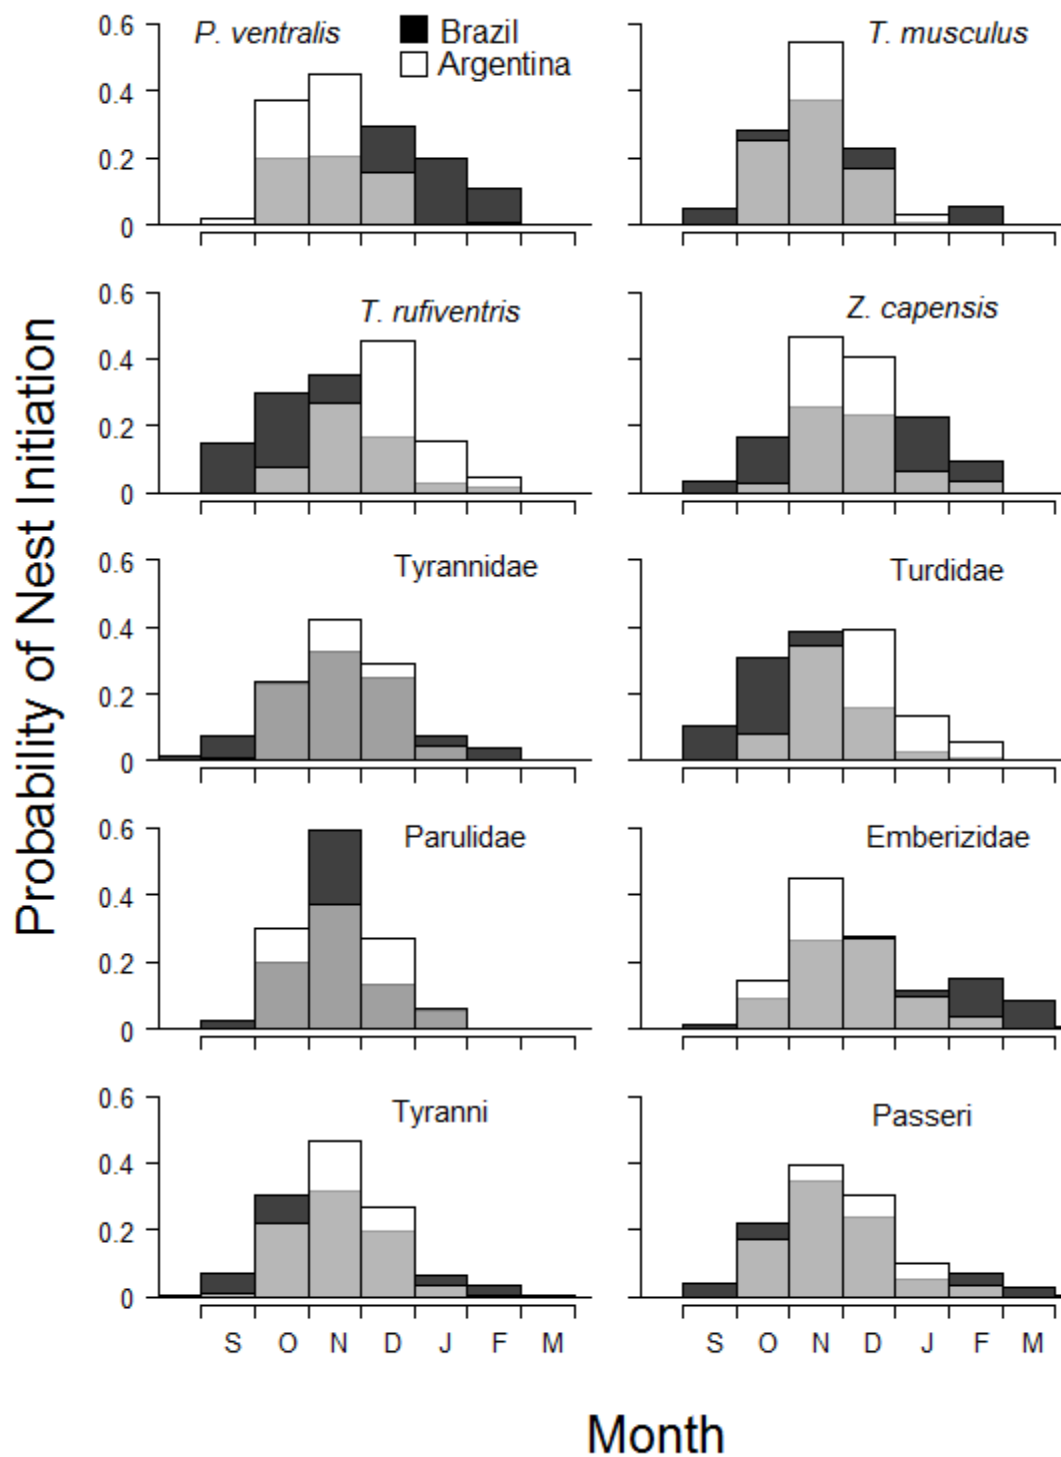 P. ventralis
Brazil
Argentina
T. musculus
0.6
0.4
0.2
0
T. rufiventris
Z. capensis
0.6
0.4
0.2
0
Tyrannidae
Turdidae
0.6
0.4
0.2
0
Parulidae
Emberizidae
0.6
0.4
0.2
0
Tyranni
Passeri
0.6
0.4
0.2
0
S O N D J F M
S O N D J F M
Probability of Nest Initiation
Month